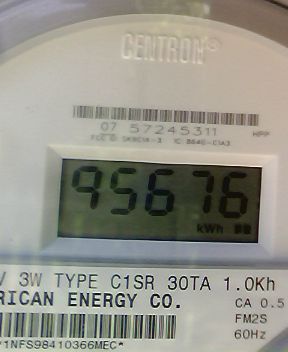 CENTRON®
07 57245311 HPP
95676
kWh
V 3W TYPE C1SR 30TA 1.0Kh
RICAN ENERGY CO. CA 0.5
FM2S
60Hz
*1NFS98410366MEC*